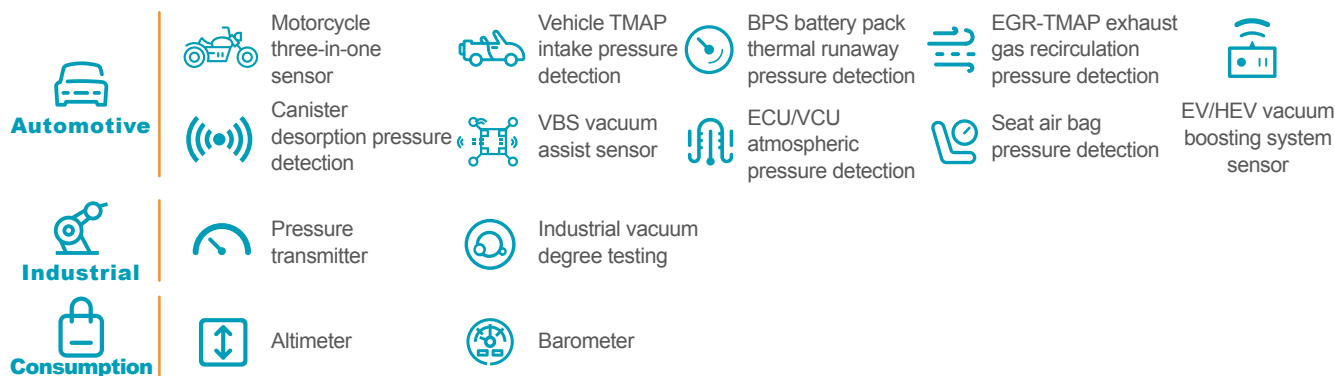 Automotive
Motorcycle
three-in-one
sensor
Vehicle TMAP
intake pressure
detection
BPS battery pack
thermal runaway
pressure detection
EGR-TMAP exhaust
gas recirculation
pressure detection
EV/HEV vacuum
boosting system
sensor
Canister
desorption pressure
detection
VBS vacuum
assist sensor
ECU/VCU
atmospheric
pressure detection
Seat air bag
pressure detection
Industrial
Pressure
transmitter
Industrial vacuum
degree testing
Consumption
Altimeter
Barometer